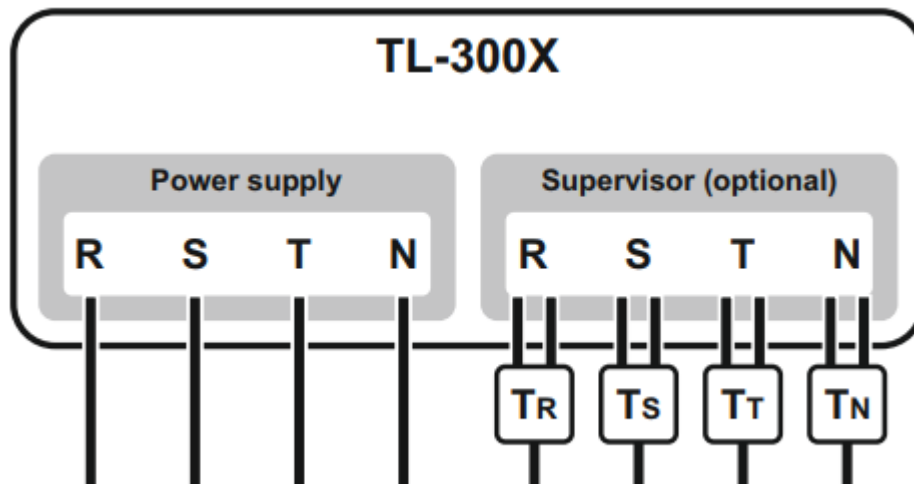 TL-300X
Power supply
Supervisor (optional)
R S T N
R S T N
TR TS TT TN